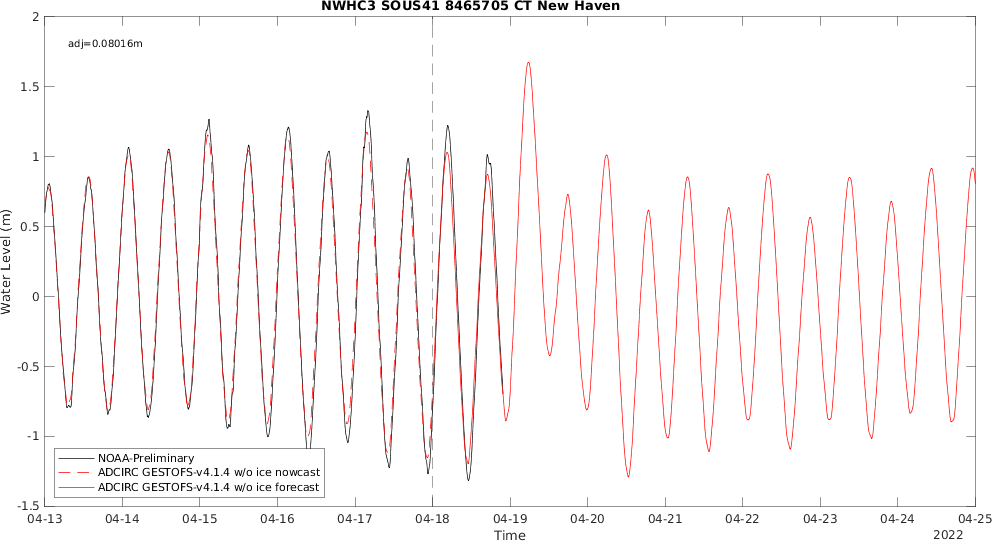 NWHC3 SOUS41 8465705 CT New Haven
2
adj=0.08016m
1.5
1
0.5
0
-0.5
-1
-1.5
Water Level (m)
NOAA-Preliminary
ADCIRC GESTOFS-v4.1.4 w/o ice nowcast
ADCIRC GESTOFS-v4.1.4 w/o ice forecast
04-13 04-14 04-15 04-16 04-17 04-18 04-19 04-20 04-21 04-22 04-23 04-24 04-25
Time
2022